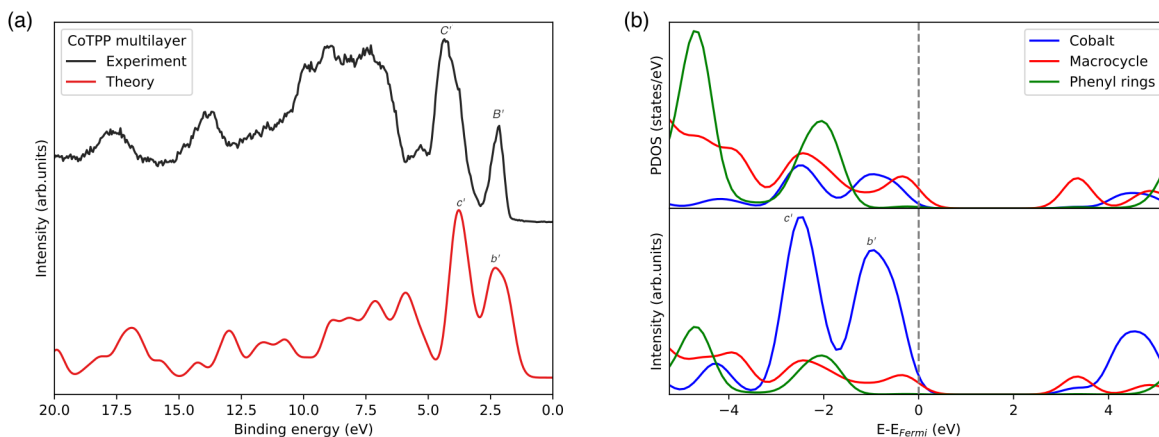 (a)
CoTPP multilayer
Experiment
Theory
C'
B'
c'
b'
Intensity (arb.units)
20.0 17.5 15.0 12.5 10.0 7.5 5.0 2.5 0.0
Binding energy (eV)
(b)
Cobalt
Macrocycle
Phenyl rings
PDOS (states/eV)
c'
b'
Intensity (arb.units)
−4 −2 0 2 4
E-E_Fermi (eV)